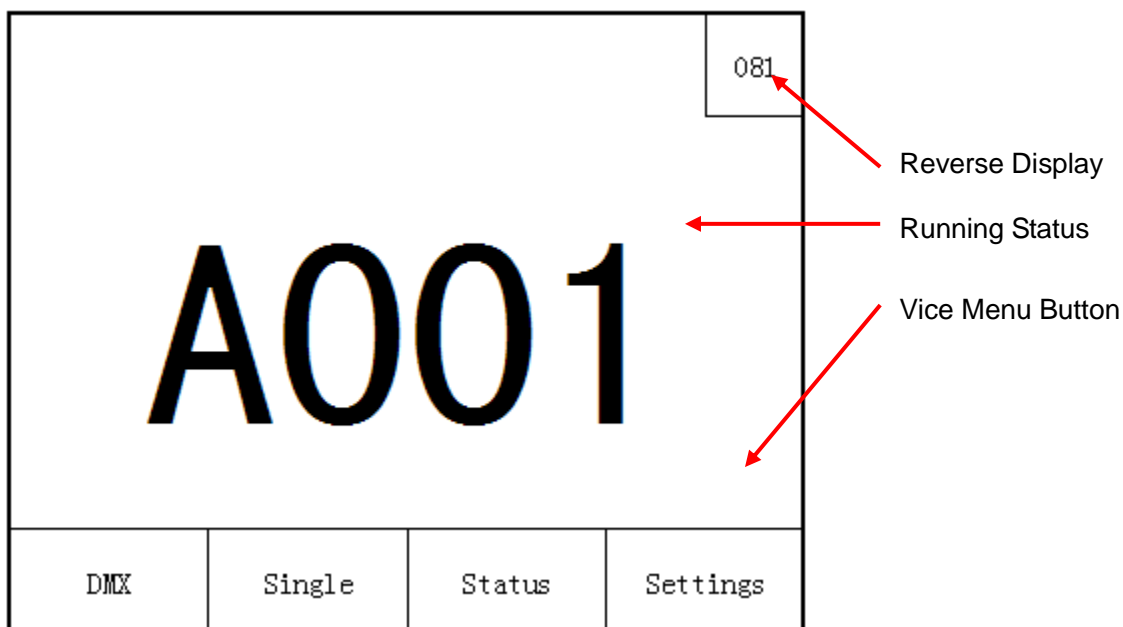 081
Reverse Display
Running Status
A001
Vice Menu Button
DMX Single Status Settings